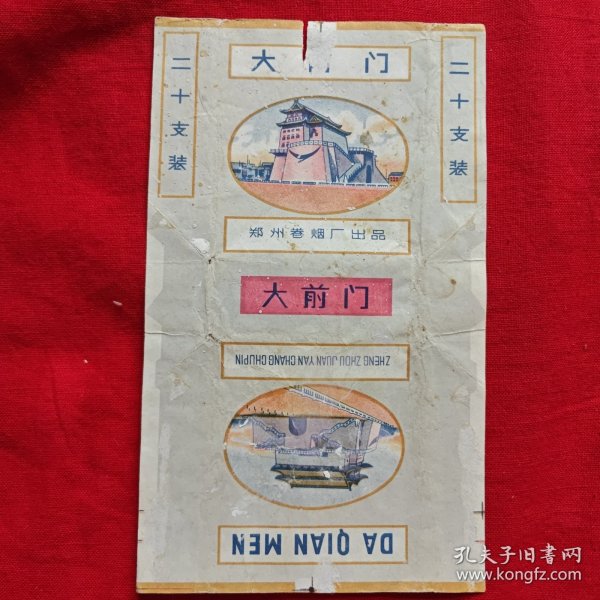 大前门
二十支装
二十支装
郑州卷烟厂出品
大前门
ZHENG ZHOU JUAN YAN CHANG CHUPIN
DA QIAN MEN
孔夫子旧书网
www.kongfz.com